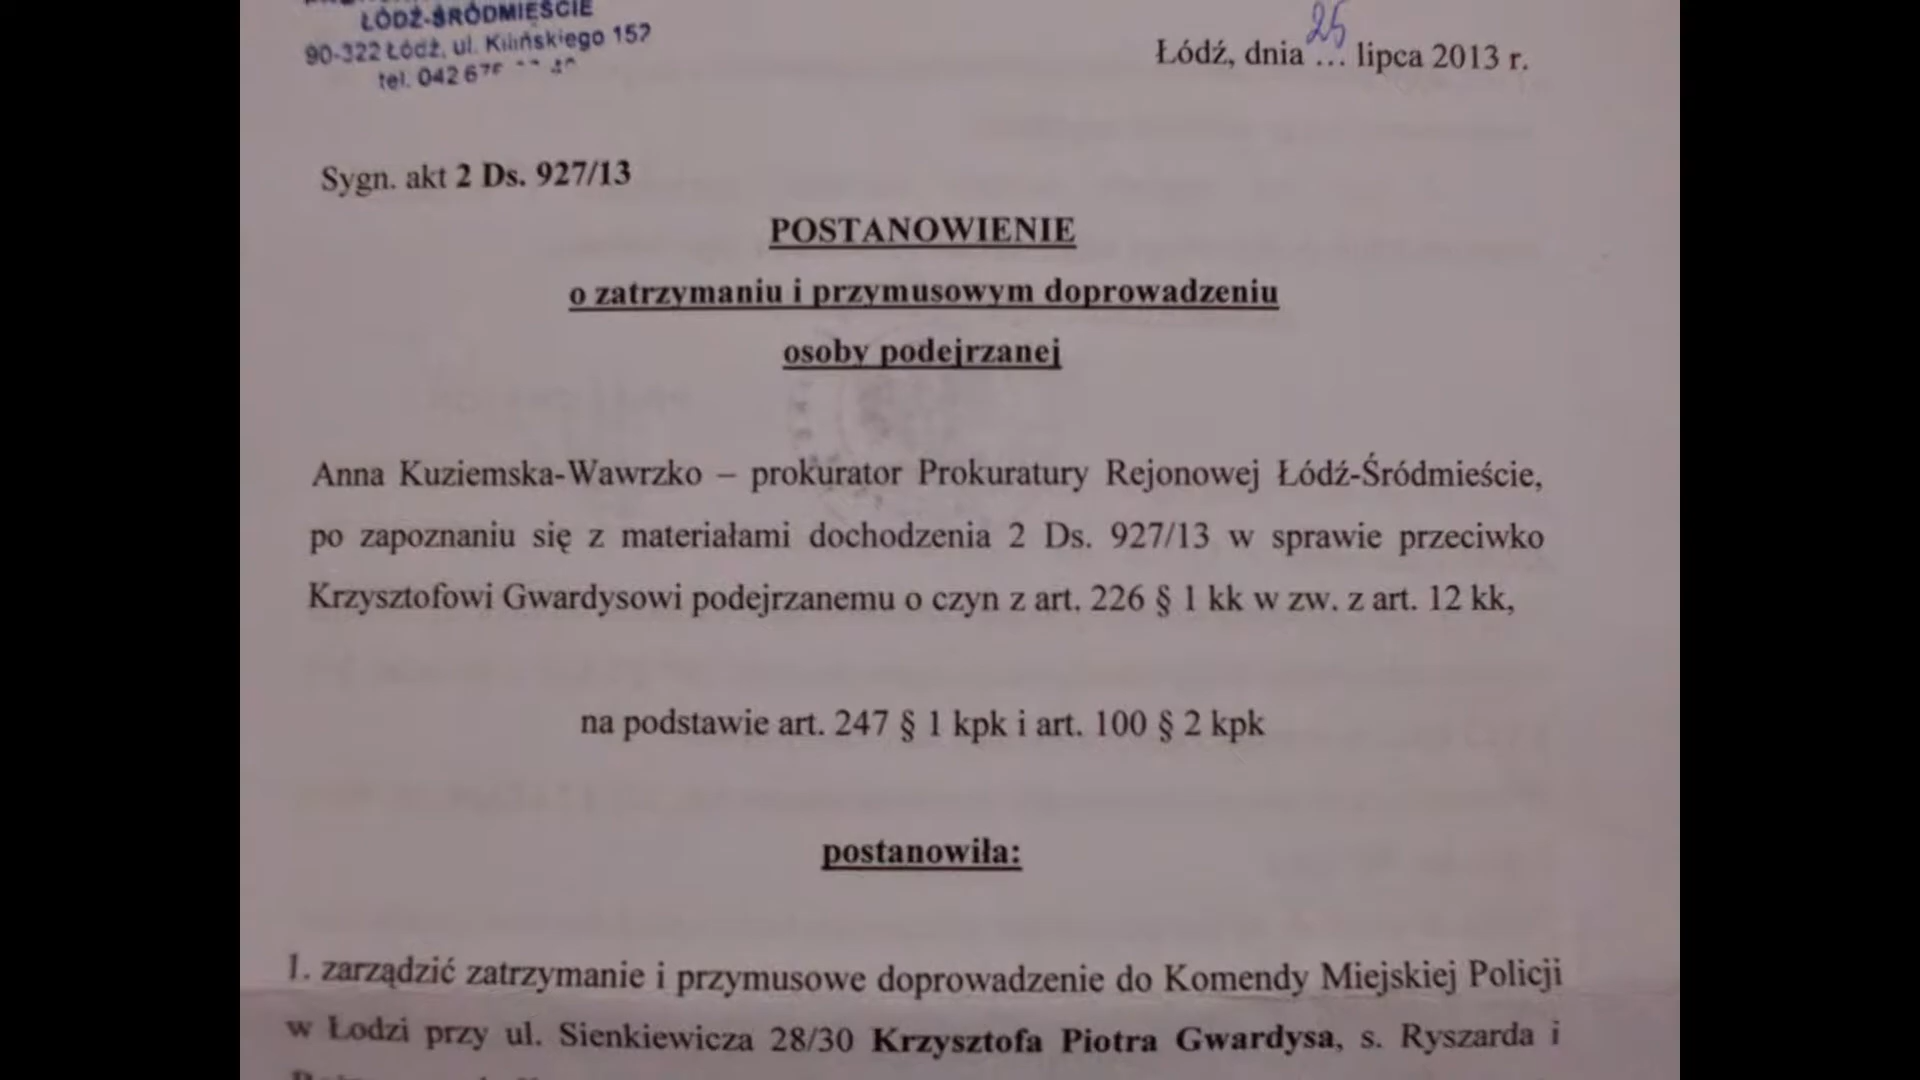 ŁÓDŹ-ŚRÓDMIEŚCIE
90-322 Łódź, ul. Kilińskiego 152
tel. 042 67
25
Łódź, dnia ... lipca 2013 r.
Sygn. akt 2 Ds. 927/13
POSTANOWIENIE
o zatrzymaniu i przymusowym doprowadzeniu
osoby podejrzanej
Anna Kuziemska-Wawrzko – prokurator Prokuratury Rejonowej Łódź-Śródmieście,
po zapoznaniu się z materiałami dochodzenia 2 Ds. 927/13 w sprawie przeciwko
Krzysztofowi Gwardysowi podejrzanemu o czyn z art. 226 § 1 kk w zw. z art. 12 kk,
na podstawie art. 247 § 1 kpk i art. 100 § 2 kpk
postanowiła:
1. zarządzić zatrzymanie i przymusowe doprowadzenie do Komendy Miejskiej Policji
w Łodzi przy ul. Sienkiewicza 28/30 Krzysztofa Piotra Gwardysa, s. Ryszarda i